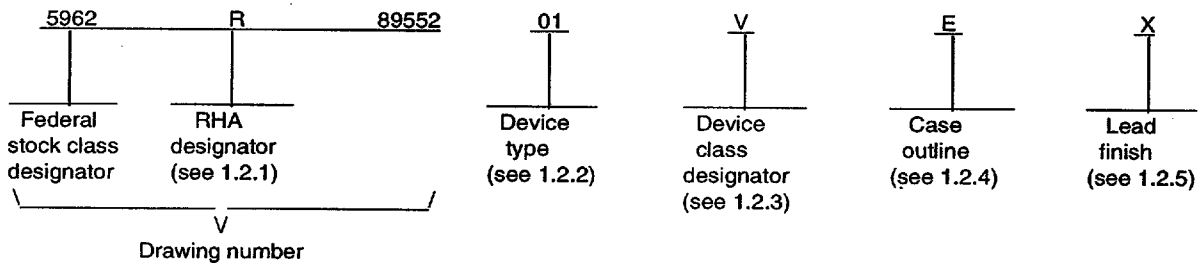 5962 R 89552 01 V E X
Federal stock class designator
RHA designator (see 1.2.1)
Device type (see 1.2.2)
Device class designator (see 1.2.3)
Case outline (see 1.2.4)
Lead finish (see 1.2.5)
V
Drawing number